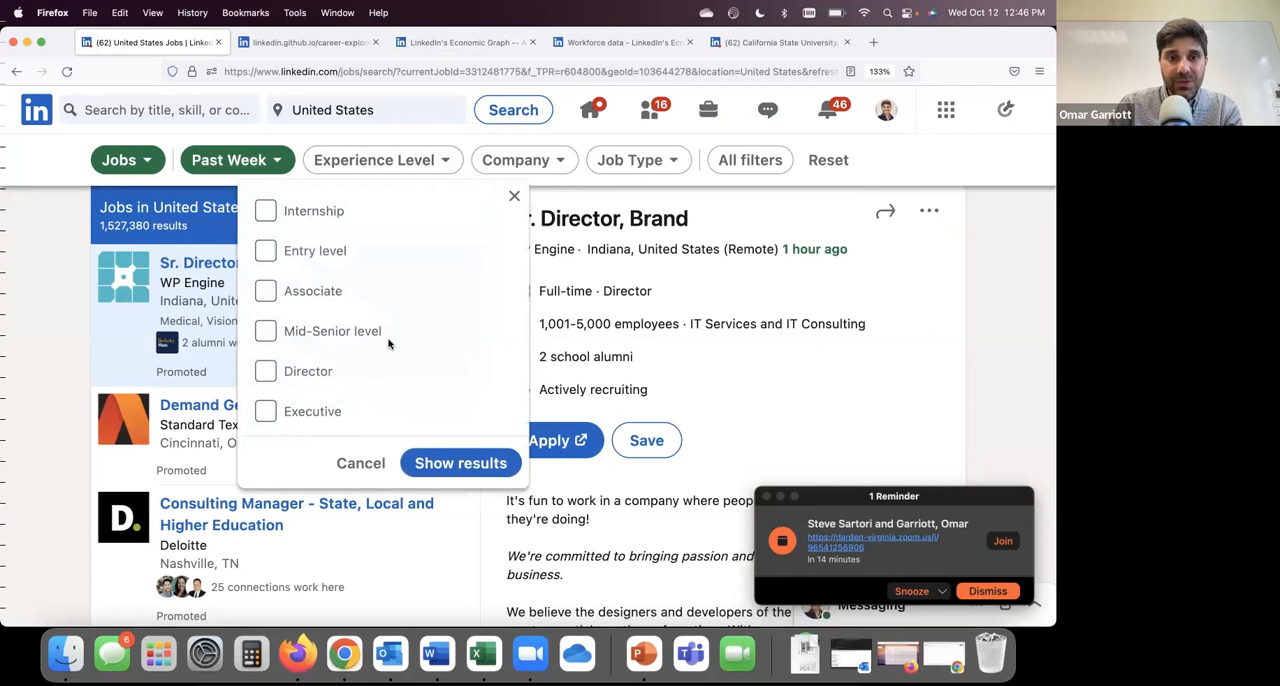 Firefox File Edit View History Bookmarks Tools Window Help Wed Oct 12 12:46 PM
(62) United States Jobs | Linked
linkedin.github.io/career-explor
LinkedIn's Economic Graph -- A
Workforce data - LinkedIn's Ec
(62) California State University,
https://www.linkedin.com/jobs/search/?currentJobId=3312481775&f_TPR=r604800&geoId=103644278&location=United States&refres 133%
in Search by title, skill, or co... United States Search 16 46
Omar Garriott
Jobs Past Week Experience Level Company Job Type All filters Reset
Jobs in United State
1,527,380 results
Sr. Directo
WP Engine
Indiana, Unit
Medical, Vision
2 alumni w
Promoted
Demand Ge
Standard Tex
Cincinnati, O
Promoted
Consulting Manager - State, Local and
Higher Education
D.
Deloitte
Nashville, TN
25 connections work here
Promoted
Internship
Entry level
Associate
Mid-Senior level
Director
Executive
Cancel Show results
r. Director, Brand
Engine · Indiana, United States (Remote) 1 hour ago
Full-time · Director
1,001-5,000 employees · IT Services and IT Consulting
2 school alumni
Actively recruiting
Apply Save
It's fun to work in a company where peop
they're doing!
We're committed to bringing passion and
business.
We believe the designers and developers of the
1 Reminder
Steve Sartori and Garriott, Omar
https://darden-virginia.zoom.us/j/
96541256906
In 14 minutes
Join
Snooze Dismiss
Messaging
6